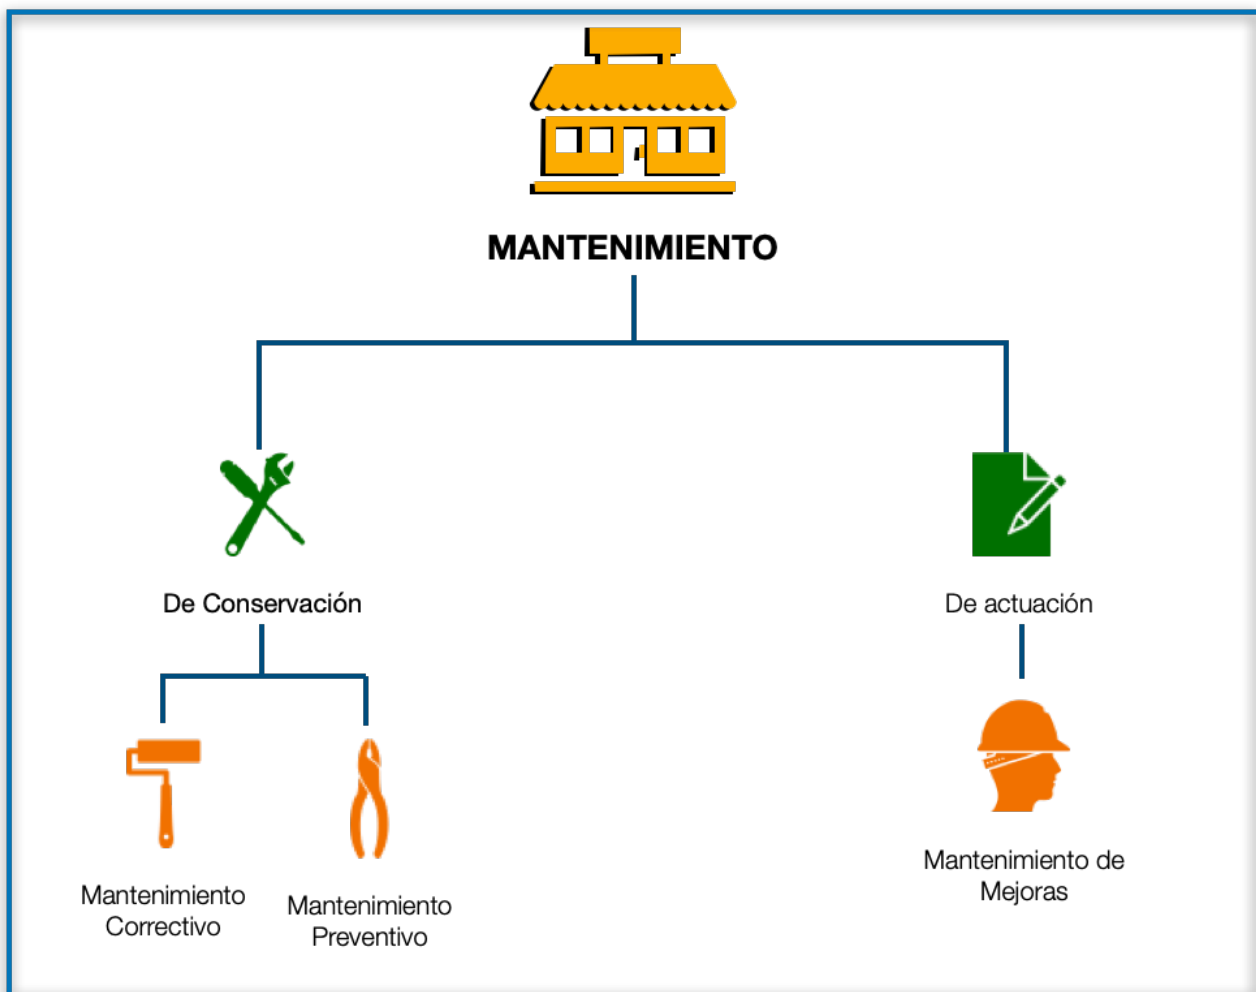 MANTENIMIENTO
De Conservación
De actuación
Mantenimiento
Correctivo
Mantenimiento
Preventivo
Mantenimiento de
Mejoras